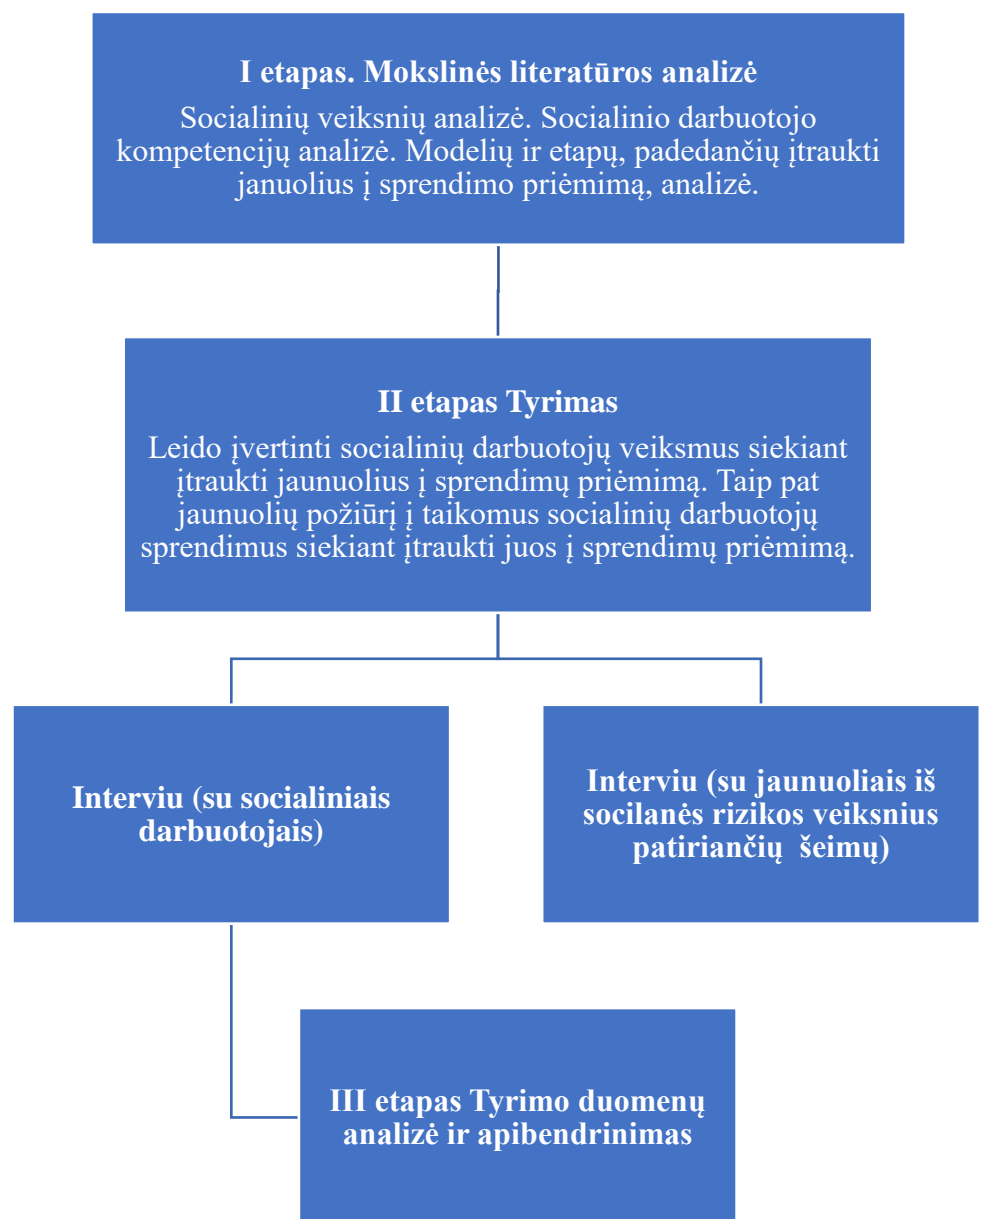 I etapas. Mokslinės literatūros analizė
Socialinių veiksnių analizė. Socialinio darbuotojo
kompetencijų analizė. Modelių ir etapų, padedančių įtraukti
januolius į sprendimo priėmimą, analizė.
II etapas Tyrimas
Leido įvertinti socialinių darbuotojų veiksmus siekiant
įtraukti jaunuolius į sprendimų priėmimą. Taip pat
jaunuolių požiūrį į taikomus socialinių darbuotojų
sprendimus siekiant įtraukti juos į sprendimų priėmimą.
Interviu (su socialiniais
darbuotojais)
Interviu (su jaunuoliais iš
socilanės rizikos veiksnius
patiriančių šeimų)
III etapas Tyrimo duomenų
analizė ir apibendrinimas